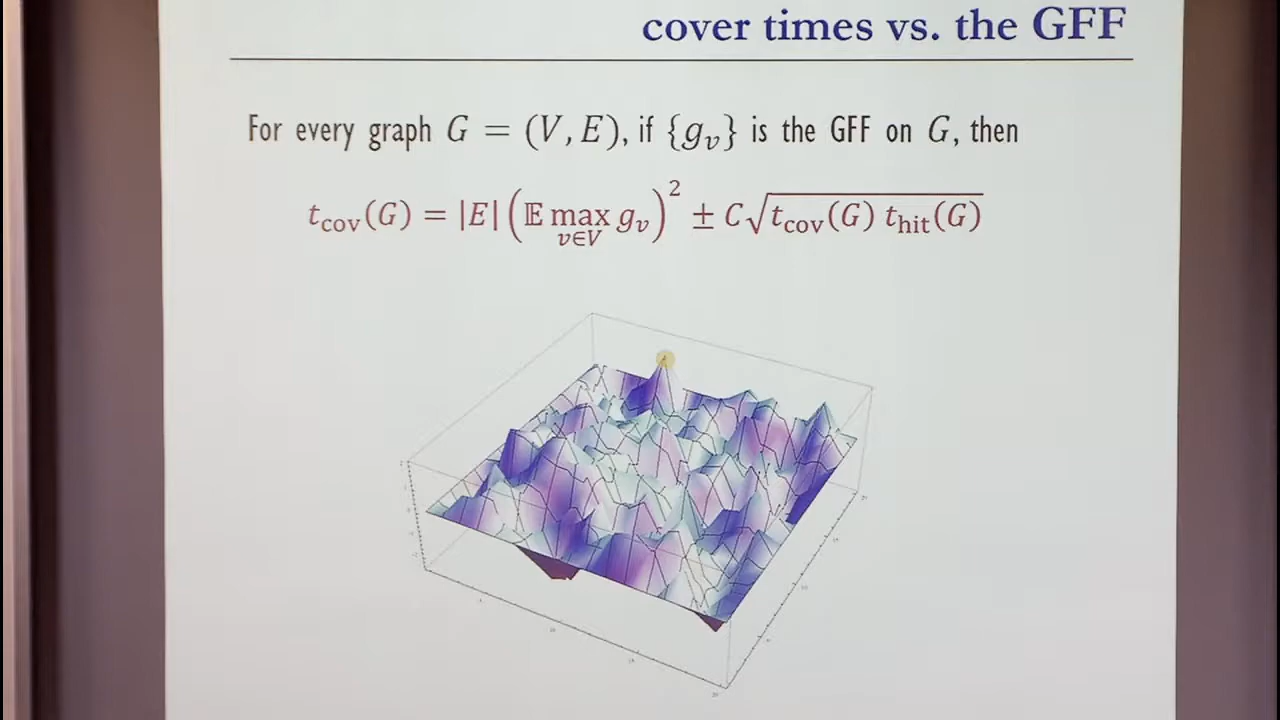 cover times vs. the GFF
For every graph G = (V, E), if {g_v} is the GFF on G, then
t_cov(G) = |E| (𝔼 max_{v∈V} g_v)^2 ± C√(t_cov(G) t_hit(G))